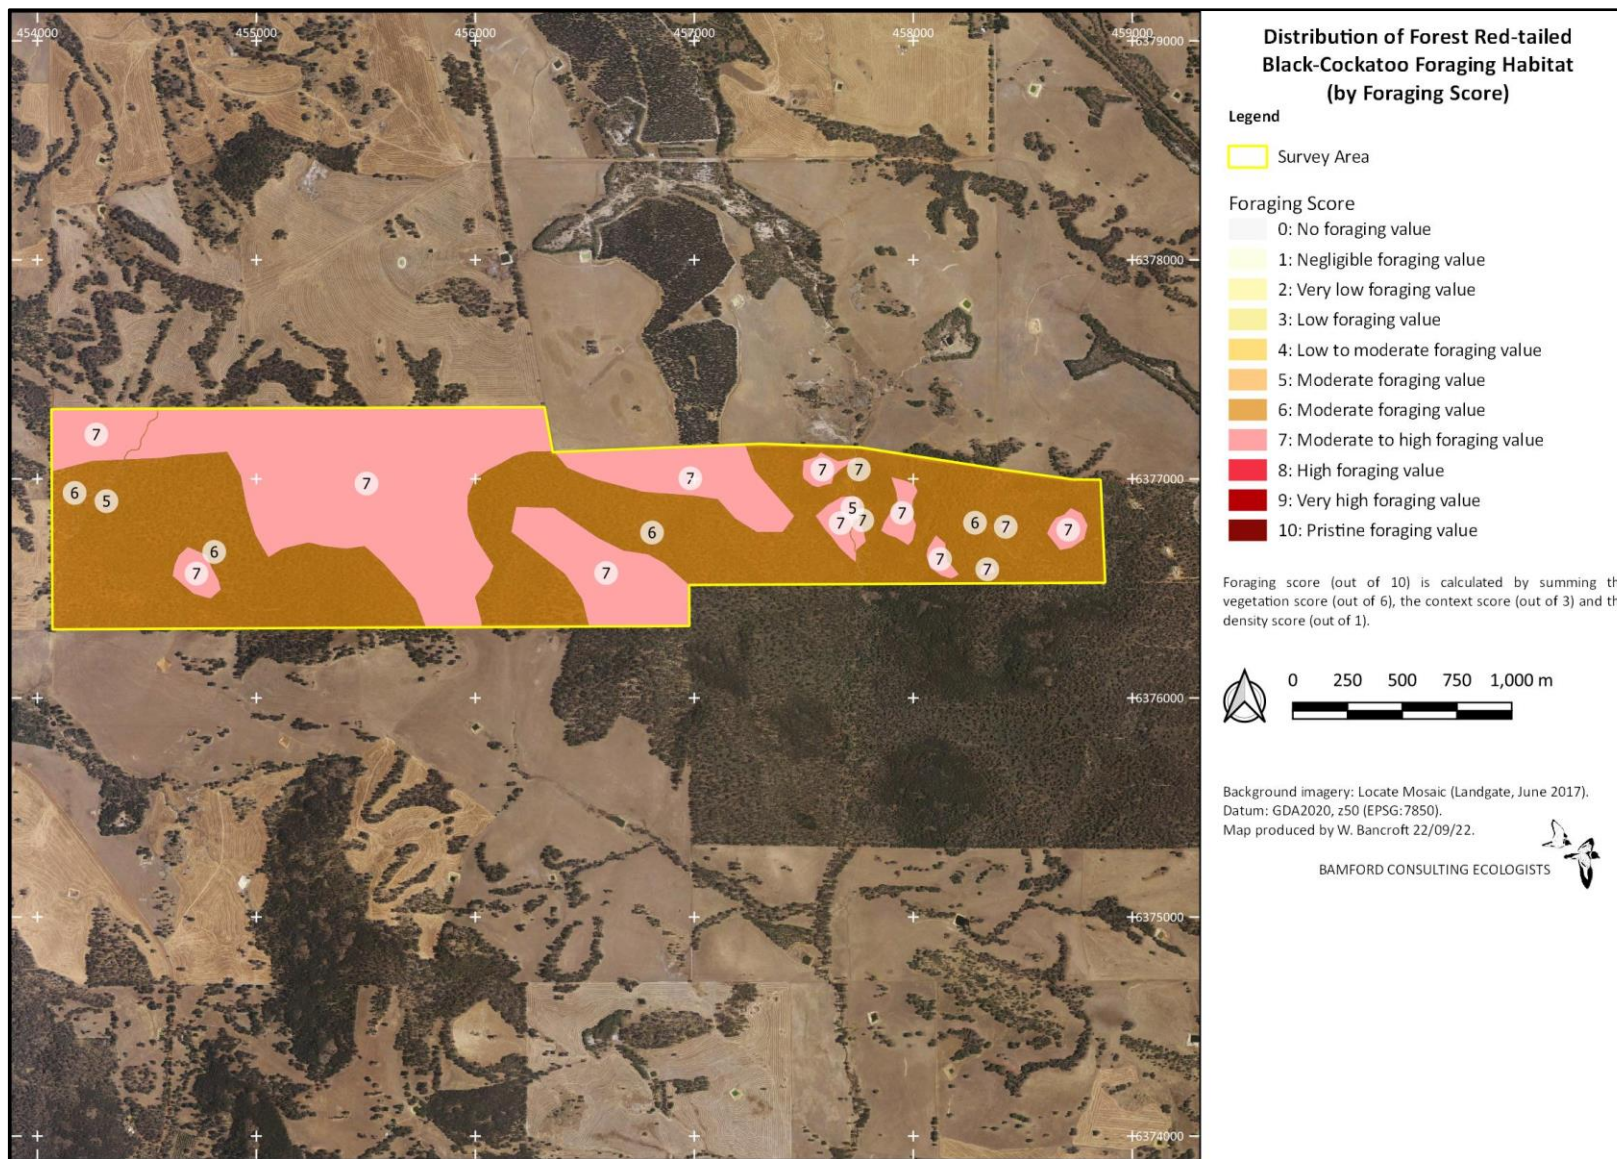 454000 455000 456000 457000 458000 459000
6379000
6378000
6377000
6376000
6375000
6374000
7
7
7
7
7
7
6
5
5
7
7
7
6
7
7
6
6
7
7
7
7
7
Distribution of Forest Red-tailed
Black-Cockatoo Foraging Habitat
(by Foraging Score)
Legend
Survey Area
Foraging Score
0: No foraging value
1: Negligible foraging value
2: Very low foraging value
3: Low foraging value
4: Low to moderate foraging value
5: Moderate foraging value
6: Moderate foraging value
7: Moderate to high foraging value
8: High foraging value
9: Very high foraging value
10: Pristine foraging value
Foraging score (out of 10) is calculated by summing th
vegetation score (out of 6), the context score (out of 3) and th
density score (out of 1).
0 250 500 750 1,000 m
Background imagery: Locate Mosaic (Landgate, June 2017).
Datum: GDA2020, z50 (EPSG:7850).
Map produced by W. Bancroft 22/09/22.
BAMFORD CONSULTING ECOLOGISTS